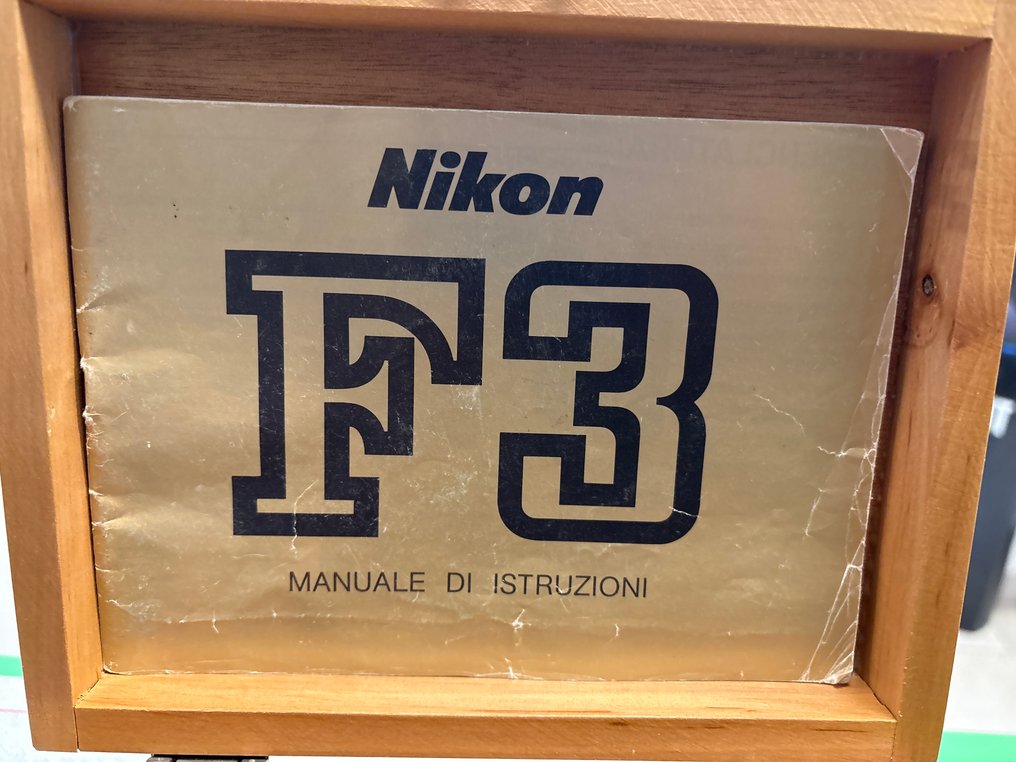 Nikon
F3
MANUALE DI ISTRUZIONI